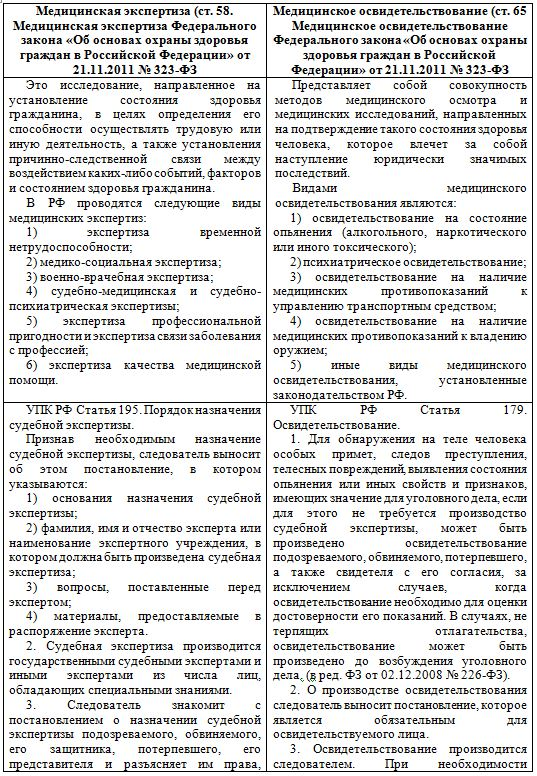 Медицинская экспертиза (ст. 58.
Медицинская экспертиза Федерального
закона «Об основах охраны здоровья
граждан в Российской Федерации» от
21.11.2011 № 323-ФЗ
Медицинское освидетельствование (ст. 65
Медицинское освидетельствование
Федерального закона «Об основах охраны
здоровья граждан в Российской
Федерации» от 21.11.2011 № 323-ФЗ
Это исследование, направленное на
установление состояния здоровья
гражданина, в целях определения его
способности осуществлять трудовую или
иную деятельность, а также установления
причинно-следственной связи между
воздействием каких-либо событий, факторов
и состоянием здоровья гражданина.
В РФ проводятся следующие виды
медицинских экспертиз:
1) экспертиза временной
нетрудоспособности;
2) медико-социальная экспертиза;
3) военно-врачебная экспертиза;
4) судебно-медицинская и судебно-
психиатрическая экспертизы;
5) экспертиза профессиональной
пригодности и экспертиза связи заболевания
с профессией;
6) экспертиза качества медицинской
помощи.
Представляет собой совокупность
методов медицинского осмотра и
медицинских исследований, направленных
на подтверждение такого состояния здоровья
человека, которое влечет за собой
наступление юридически значимых
последствий.
Видами медицинского
освидетельствования являются:
1) освидетельствование на состояние
опьянения (алкогольного, наркотического
или иного токсического);
2) психиатрическое освидетельствование;
3) освидетельствование на наличие
медицинских противопоказаний к
управлению транспортным средством;
4) освидетельствование на наличие
медицинских противопоказаний к владению
оружием;
5) иные виды медицинского
освидетельствования, установленные
законодательством РФ.
УПК РФ Статья 195. Порядок назначения
судебной экспертизы.
Признав необходимым назначение
судебной экспертизы, следователь выносит
об этом постановление, в котором
указываются:
1) основания назначения судебной
экспертизы;
2) фамилия, имя и отчество эксперта или
наименование экспертного учреждения, в
котором должна быть произведена судебная
экспертиза;
3) вопросы, поставленные перед
экспертом;
4) материалы, предоставляемые в
распоряжение эксперта.
2. Судебная экспертиза производится
государственными судебными экспертами и
иными экспертами из числа лиц,
обладающих специальными знаниями.
3. Следователь знакомит с
постановлением о назначении судебной
экспертизы подозреваемого, обвиняемого,
его защитника, потерпевшего, его
представителя и разъясняет им права,
УПК РФ Статья 179.
Освидетельствование.
1. Для обнаружения на теле человека
особых примет, следов преступления,
телесных повреждений, выявления состояния
опьянения или иных свойств и признаков,
имеющих значение для уголовного дела, если
для этого не требуется производство
судебной экспертизы, может быть
произведено освидетельствование
подозреваемого, обвиняемого, потерпевшего,
а также свидетеля с его согласия, за
исключением случаев, когда
освидетельствование необходимо для оценки
достоверности его показаний. В случаях, не
терпящих отлагательства,
освидетельствование может быть
произведено до возбуждения уголовного
дела, (в ред. ФЗ от 02.12.2008 № 226-ФЗ).
2. О производстве освидетельствования
следователь выносит постановление, которое
является обязательным для
освидетельствуемого лица.
3. Освидетельствование производится
следователем. При необходимости